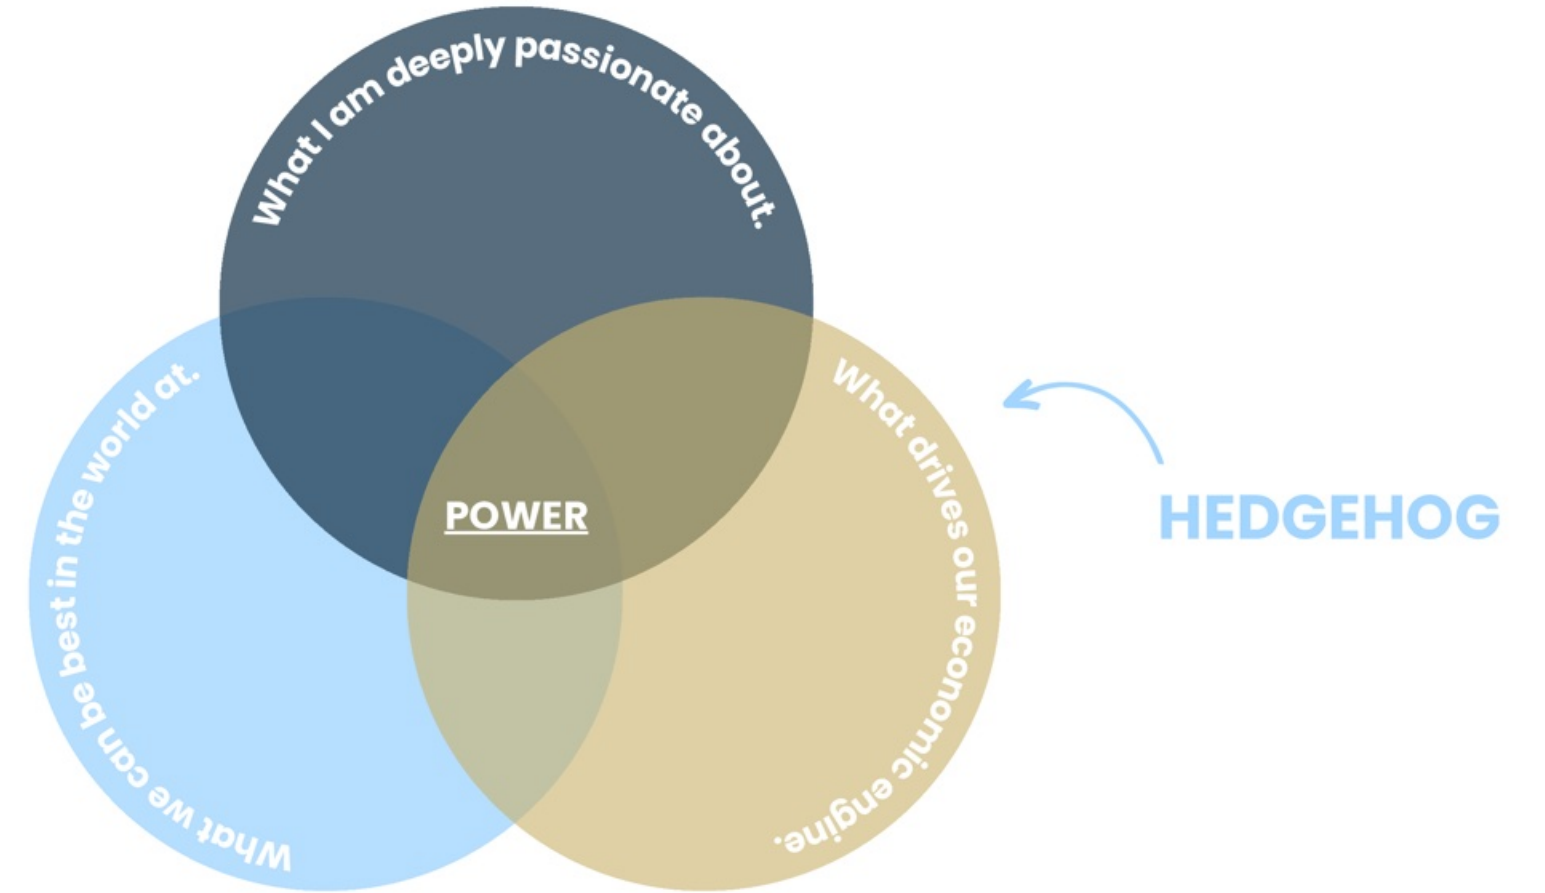 What I am deeply passionate about.
What we can be best in the world at.
What drives our economic engine.
POWER
HEDGEHOG